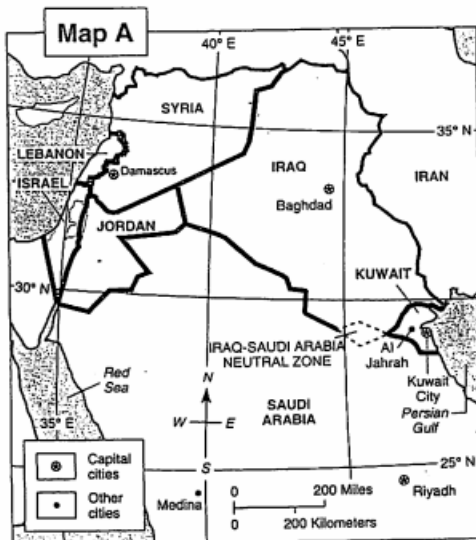 Map A
40° E
45° E
SYRIA
35° N
LEBANON
Damascus
ISRAEL
IRAQ
IRAN
Baghdad
JORDAN
KUWAIT
30° N
IRAQ-SAUDI ARABIA
NEUTRAL ZONE
Al
Jahrah
Kuwait
City
Red
Sea
N
Persian
Gulf
35° E
W
E
SAUDI
ARABIA
S
25° N
Capital
cities
Other
cities
Medina
0
200 Miles
0
200 Kilometers
Riyadh